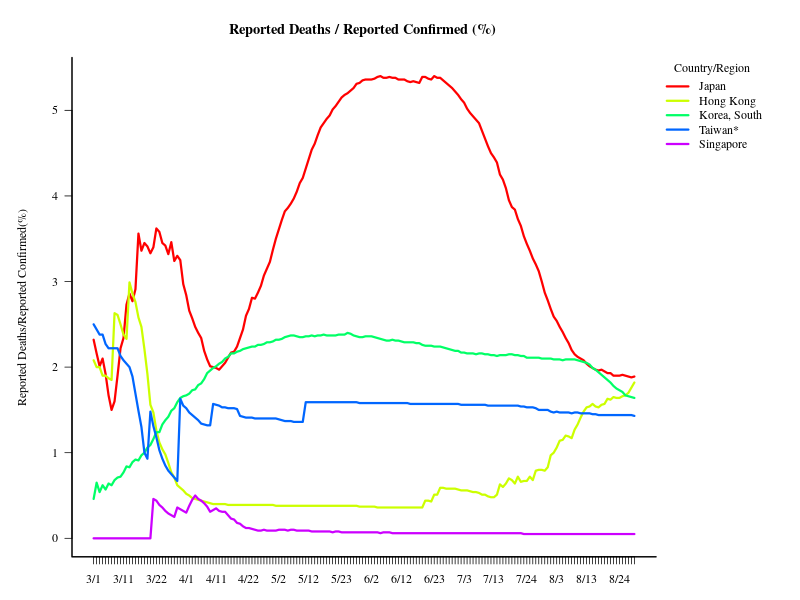 Reported Deaths / Reported Confirmed (%)
Country/Region
Japan
Hong Kong
Korea, South
Taiwan*
Singapore
Reported Deaths/Reported Confirmed(%)
5
4
3
2
1
0
3/1 3/11 3/22 4/1 4/11 4/22 5/2 5/12 5/23 6/2 6/12 6/23 7/3 7/13 7/24 8/3 8/13 8/24